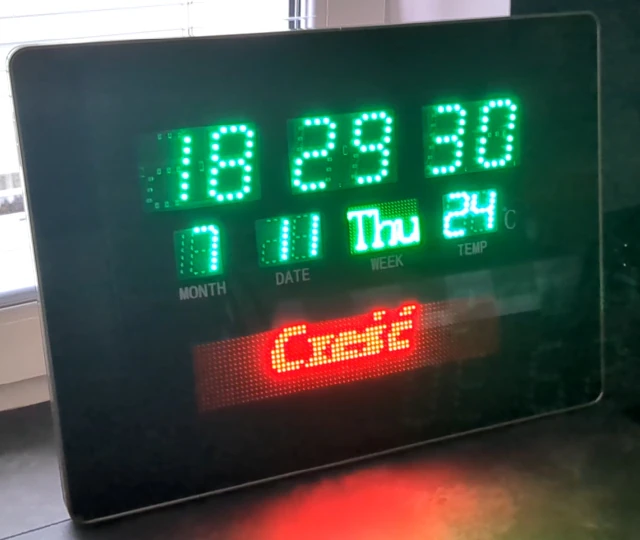 18 29 30
7 11 Thu 24 °C
MONTH DATE WEEK TEMP